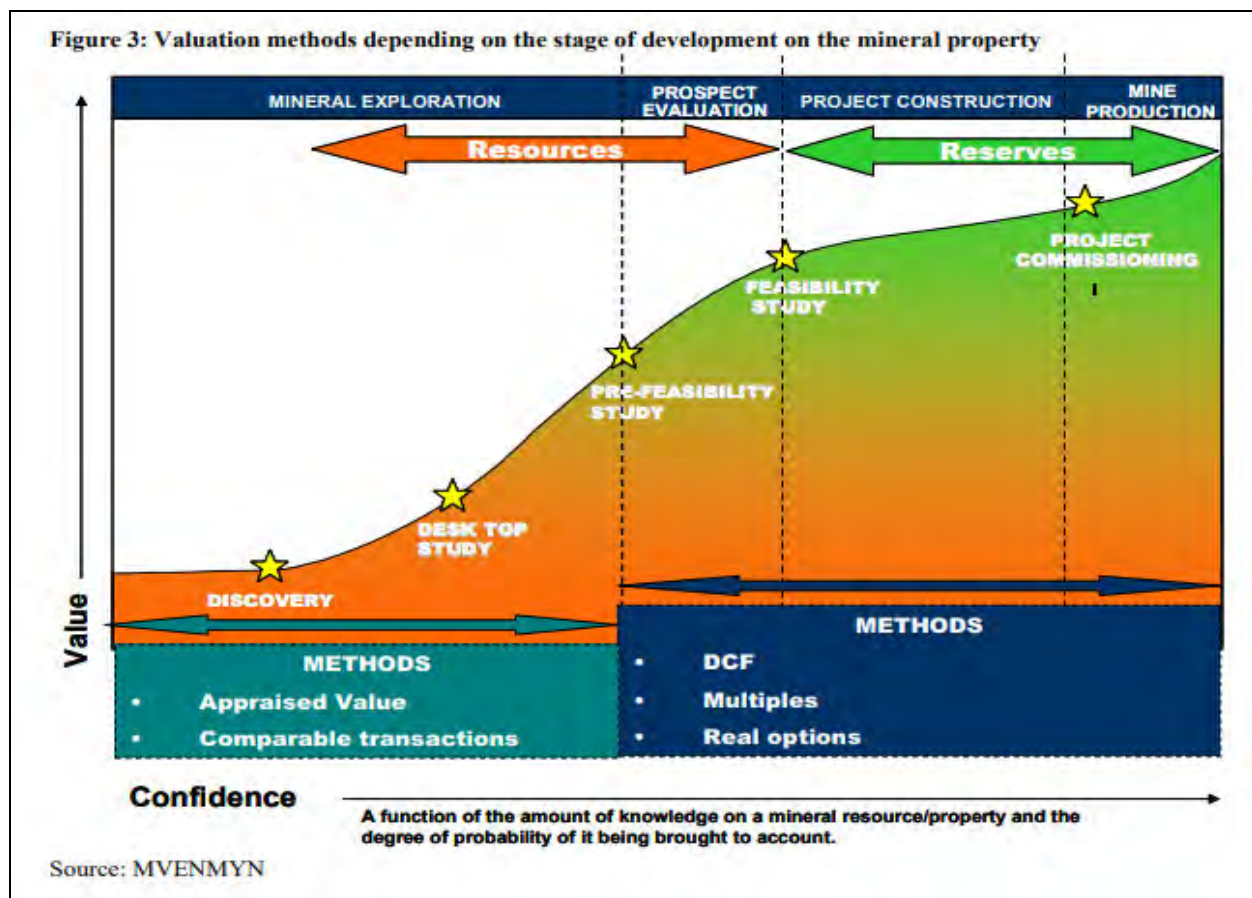 Figure 3: Valuation methods depending on the stage of development on the mineral property
MINERAL EXPLORATION
PROSPECT
EVALUATION
PROJECT CONSTRUCTION
MINE
PRODUCTION
Resources
Reserves
PROJECT
COMMISSIONING
FEASIBILITY
STUDY
PRE-FEASIBILITY
STUDY
DESK TOP
STUDY
DISCOVERY
Value
METHODS
• Appraised Value
• Comparable transactions
METHODS
• DCF
• Multiples
• Real options
Confidence
A function of the amount of knowledge on a mineral resource/property and the
degree of probability of it being brought to account.
Source: MVENMYN